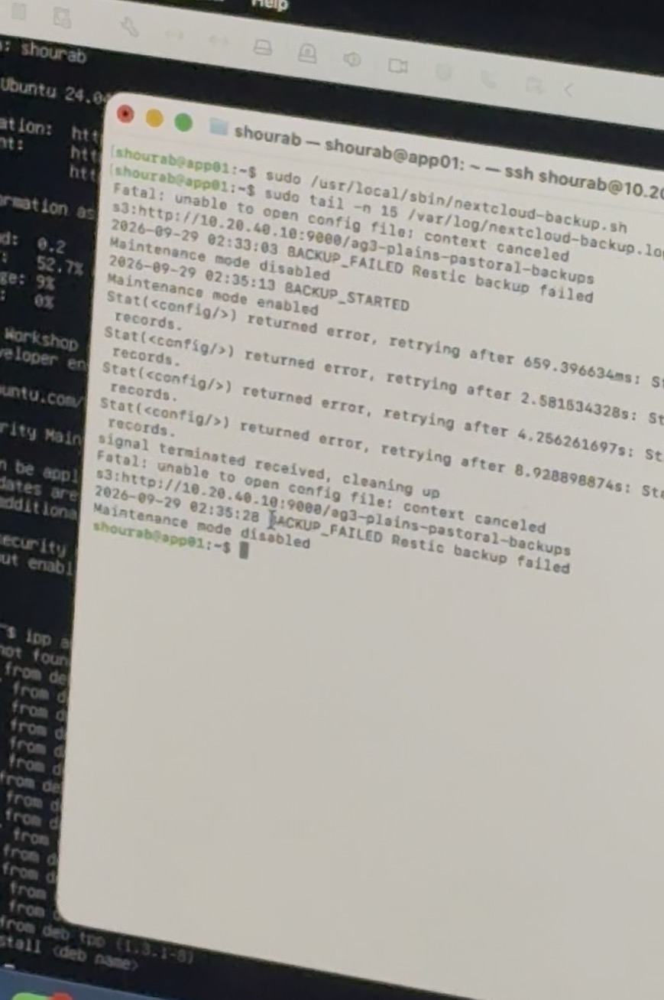 Help
shourab
Ubuntu 24.04
ation: htt
nt: htt
htt
ormation as
d: 0.2
: 52.7%
ge: 9%
: 0%
Workshop
veloper en
untu.com/
rity Main
n be appl
dates are
additiona
security
ut enabl
~$ ipp a
not foun
from de
from d
from d
from d
from d
from d
from de
from d
from d
from
from d
from d
from
from d
from deb tpp (1.3.1-8)
stall <deb name>
shourab — shourab@app01: ~ — ssh shourab@10.20
[shourab@app01:~$ sudo /usr/local/sbin/nextcloud-backup.sh
[shourab@app01:~$ sudo tail -n 15 /var/log/nextcloud-backup.lo
Fatal: unable to open config file: context canceled
s3:http://10.20.40.10:9000/ag3-plains-pastoral-backups
2026-09-29 02:33:03 BACKUP_FAILED Restic backup failed
Maintenance mode disabled
2026-09-29 02:35:13 BACKUP_STARTED
Maintenance mode enabled
Stat(<config/>) returned error, retrying after 659.396634ms: St
records.
Stat(<config/>) returned error, retrying after 2.581534328s: St
records.
Stat(<config/>) returned error, retrying after 4.256261697s: St
records.
Stat(<config/>) returned error, retrying after 8.928898874s: Sta
records.
signal terminated received, cleaning up
Fatal: unable to open config file: context canceled
s3:http://10.20.40.10:9000/ag3-plains-pastoral-backups
2026-09-29 02:35:28 BACKUP_FAILED Restic backup failed
Maintenance mode disabled
shourab@app01:~$